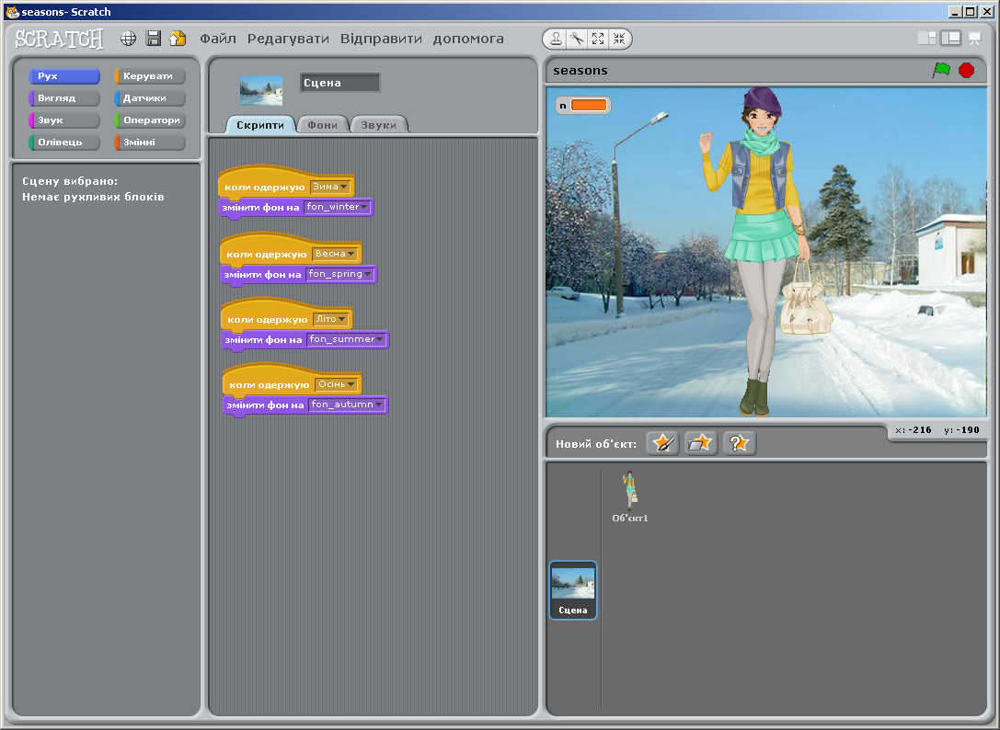 seasons- Scratch
SCRATCH
Файл Редагувати Відправити допомога
Рух Керувати
Вигляд Датчики
Звук Оператори
Олівець Змінні
Сцену вибрано:
Немає рухливих блоків
Сцена
Скрипти Фони Звуки
коли одержую Зима
змінити фон на fon_winter
коли одержую Весна
змінити фон на fon_spring
коли одержую Літо
змінити фон на fon_summer
коли одержую Осінь
змінити фон на fon_autumn
seasons
n
x: -216 y: -190
Новий об'єкт:
Об'єкт1
Сцена